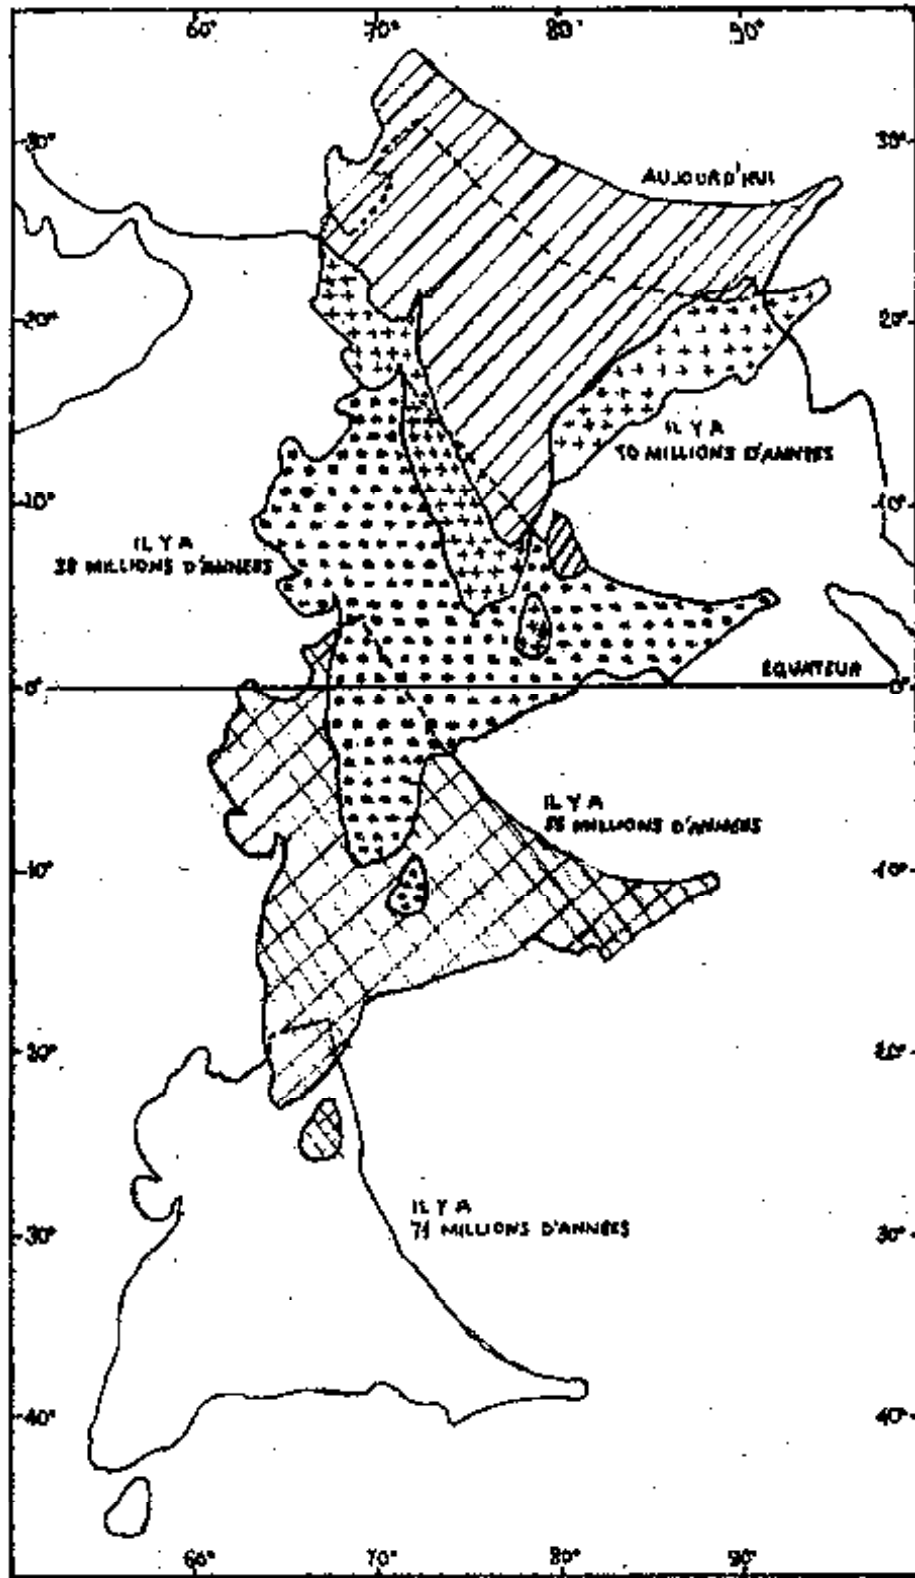 60° 70° 80° 90°
30° 30°
AUJOURD'HUI
20° 20°
IL Y A
10 MILLIONS D'ANNÉES
10° 10°
IL Y A
38 MILLIONS D'ANNÉES
ÉQUATEUR
0° 0°
IL Y A
55 MILLIONS D'ANNÉES
10° 10°
20° 20°
IL Y A
71 MILLIONS D'ANNÉES
30° 30°
40° 40°
60° 70° 80° 90°